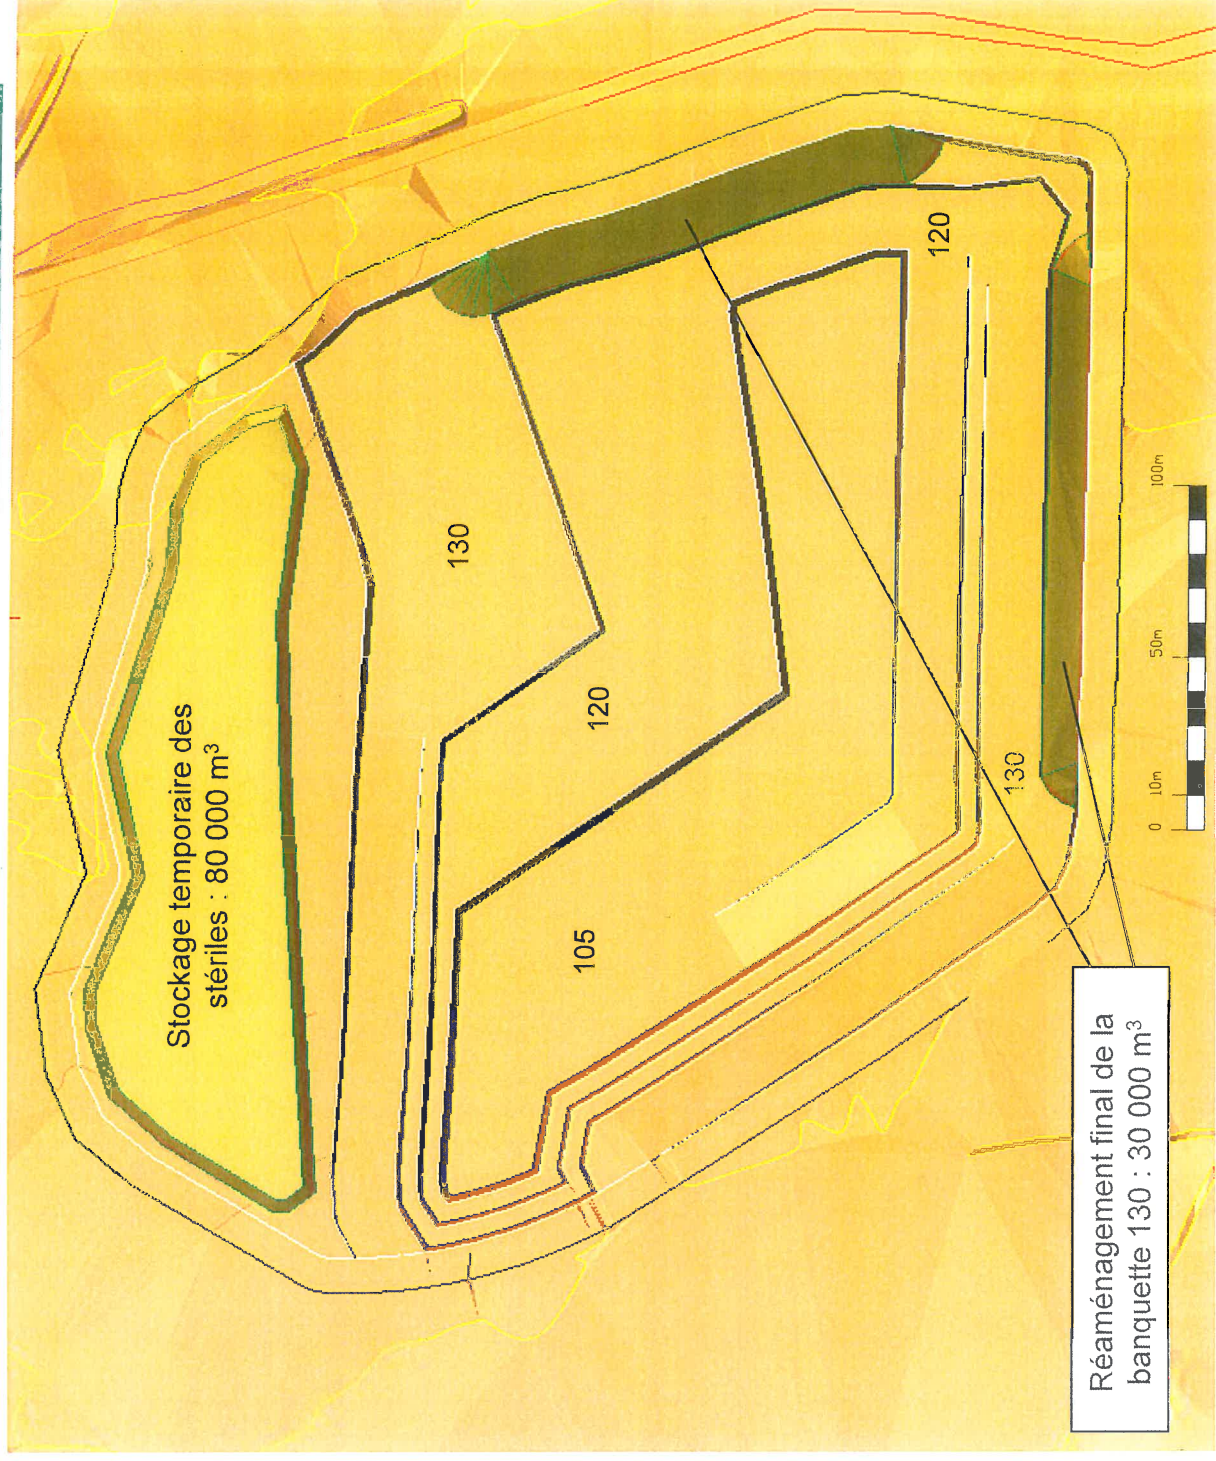 Stockage temporaire des
stériles : 80 000 m³
130
120
105
120
130
0 10m 50m 100m
Réaménagement final de la
banquette 130 : 30 000 m³